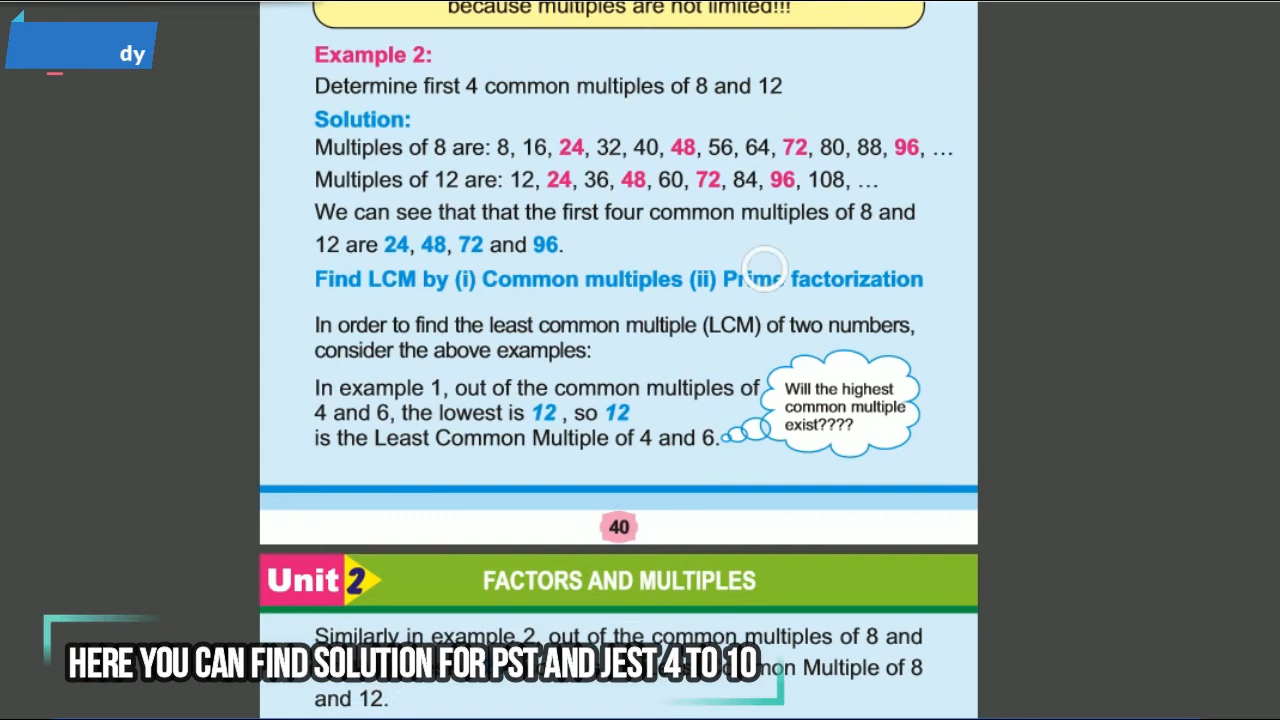 because multiples are not limited!!!
dy
Example 2:
Determine first 4 common multiples of 8 and 12
Solution:
Multiples of 8 are: 8, 16, 24, 32, 40, 48, 56, 64, 72, 80, 88, 96, …
Multiples of 12 are: 12, 24, 36, 48, 60, 72, 84, 96, 108, …
We can see that that the first four common multiples of 8 and
12 are 24, 48, 72 and 96.
Find LCM by (i) Common multiples (ii) Prime factorization
In order to find the least common multiple (LCM) of two numbers,
consider the above examples:
In example 1, out of the common multiples of
4 and 6, the lowest is 12 , so 12
is the Least Common Multiple of 4 and 6.
Will the highest
common multiple
exist????
40
Unit 2
FACTORS AND MULTIPLES
Similarly in example 2, out of the common multiples of 8 and
HERE YOU CAN FIND SOLUTION FOR PST AND JEST 4 TO 10
Multiple of 8
and 12.